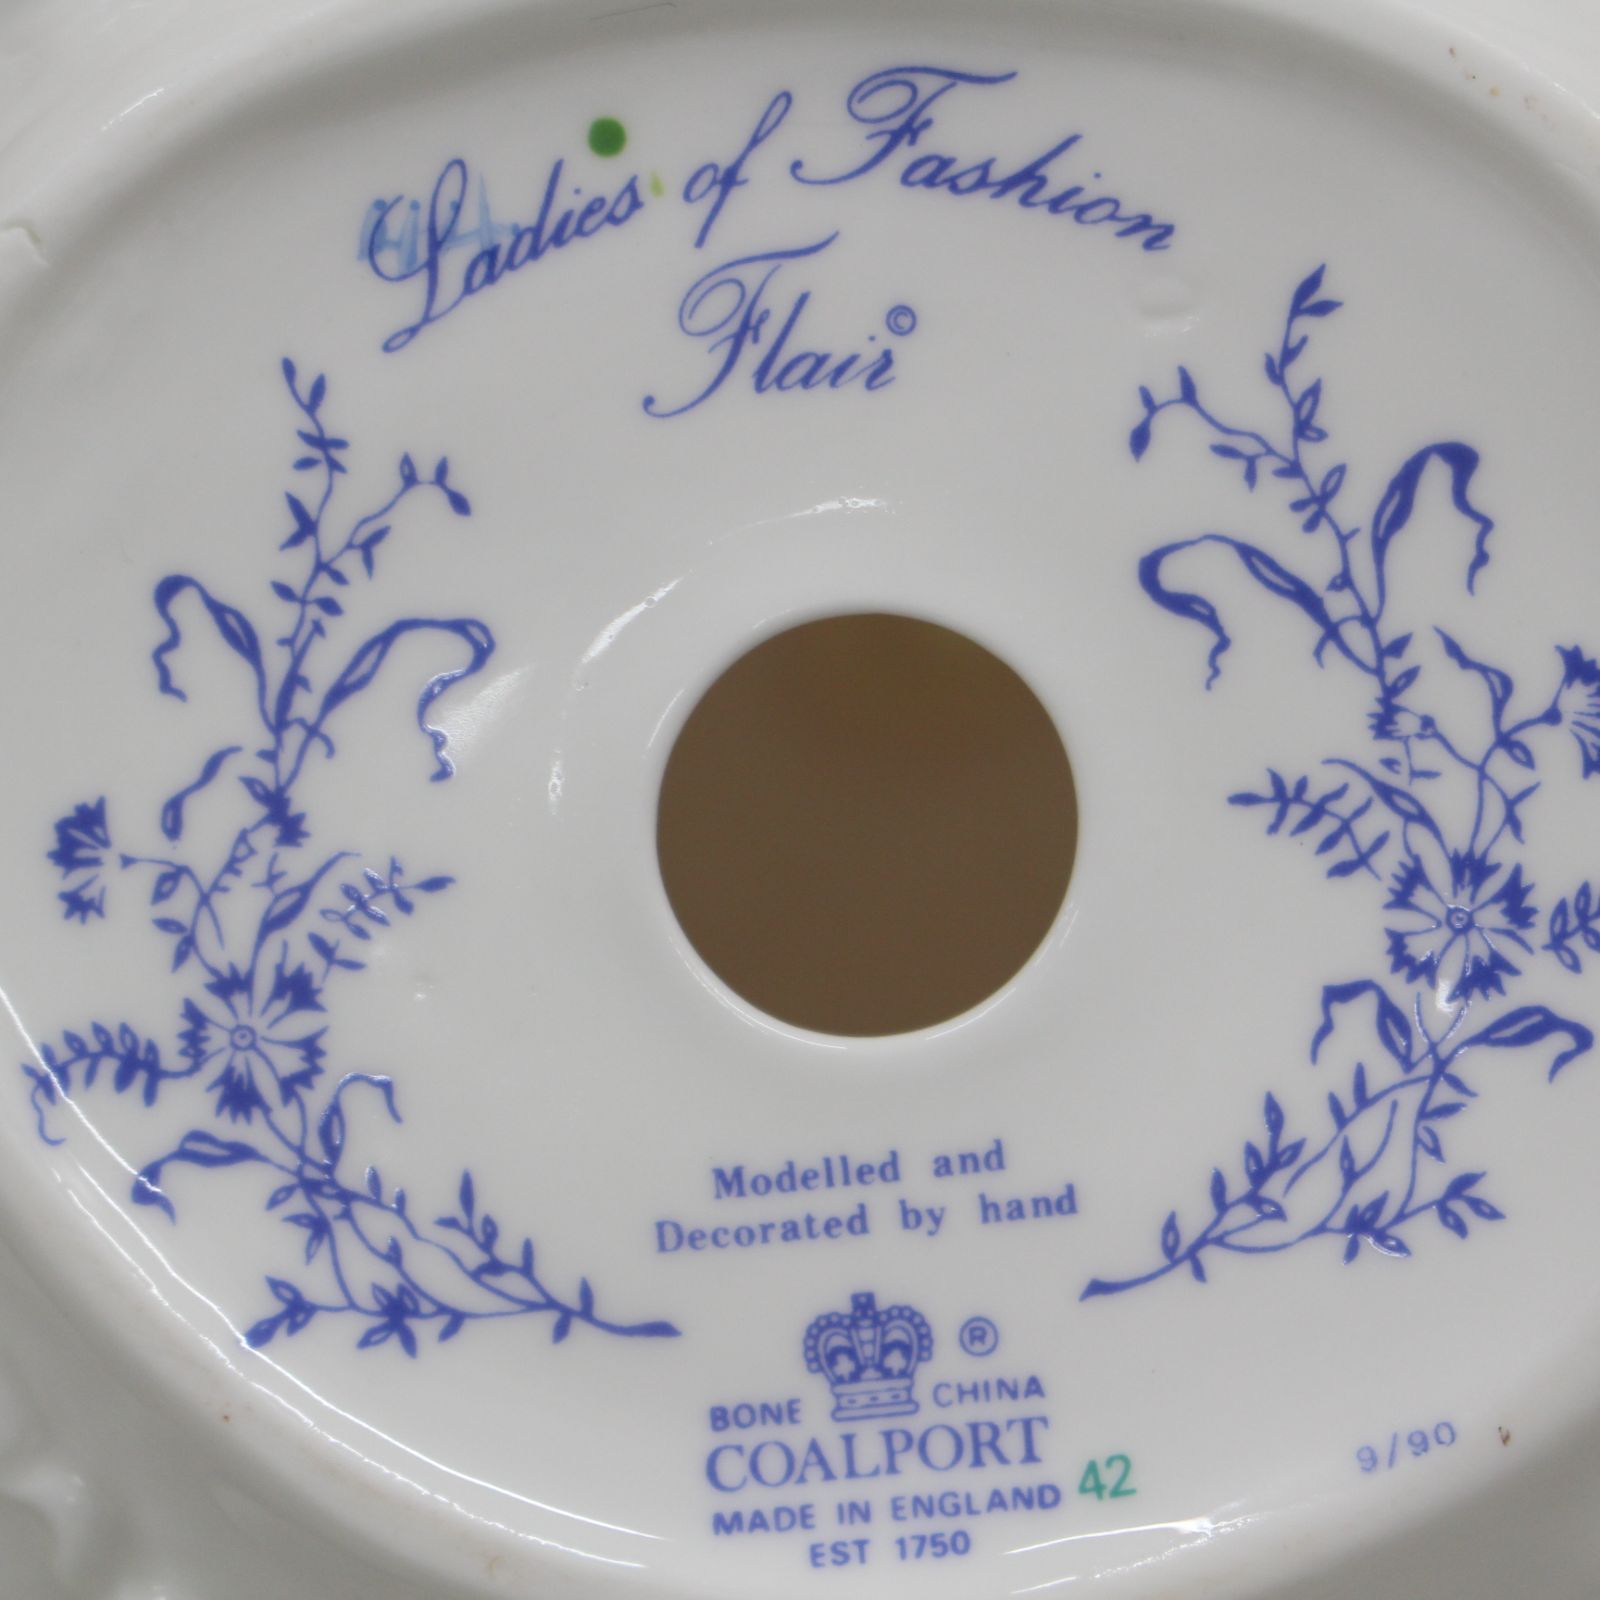 Ladies of Fashion
Flair ©
Modelled and
Decorated by hand
®
BONE CHINA
COALPORT
MADE IN ENGLAND 42
EST 1750
9/90